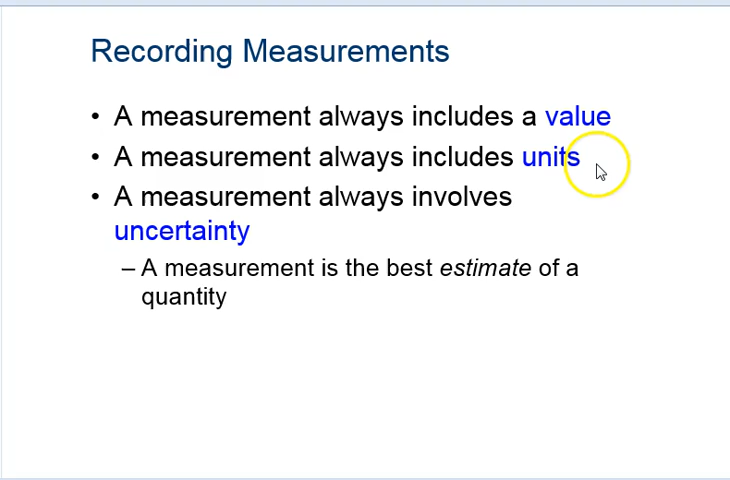 Recording Measurements
• A measurement always includes a value
• A measurement always includes units
• A measurement always involves
uncertainty
– A measurement is the best estimate of a
quantity